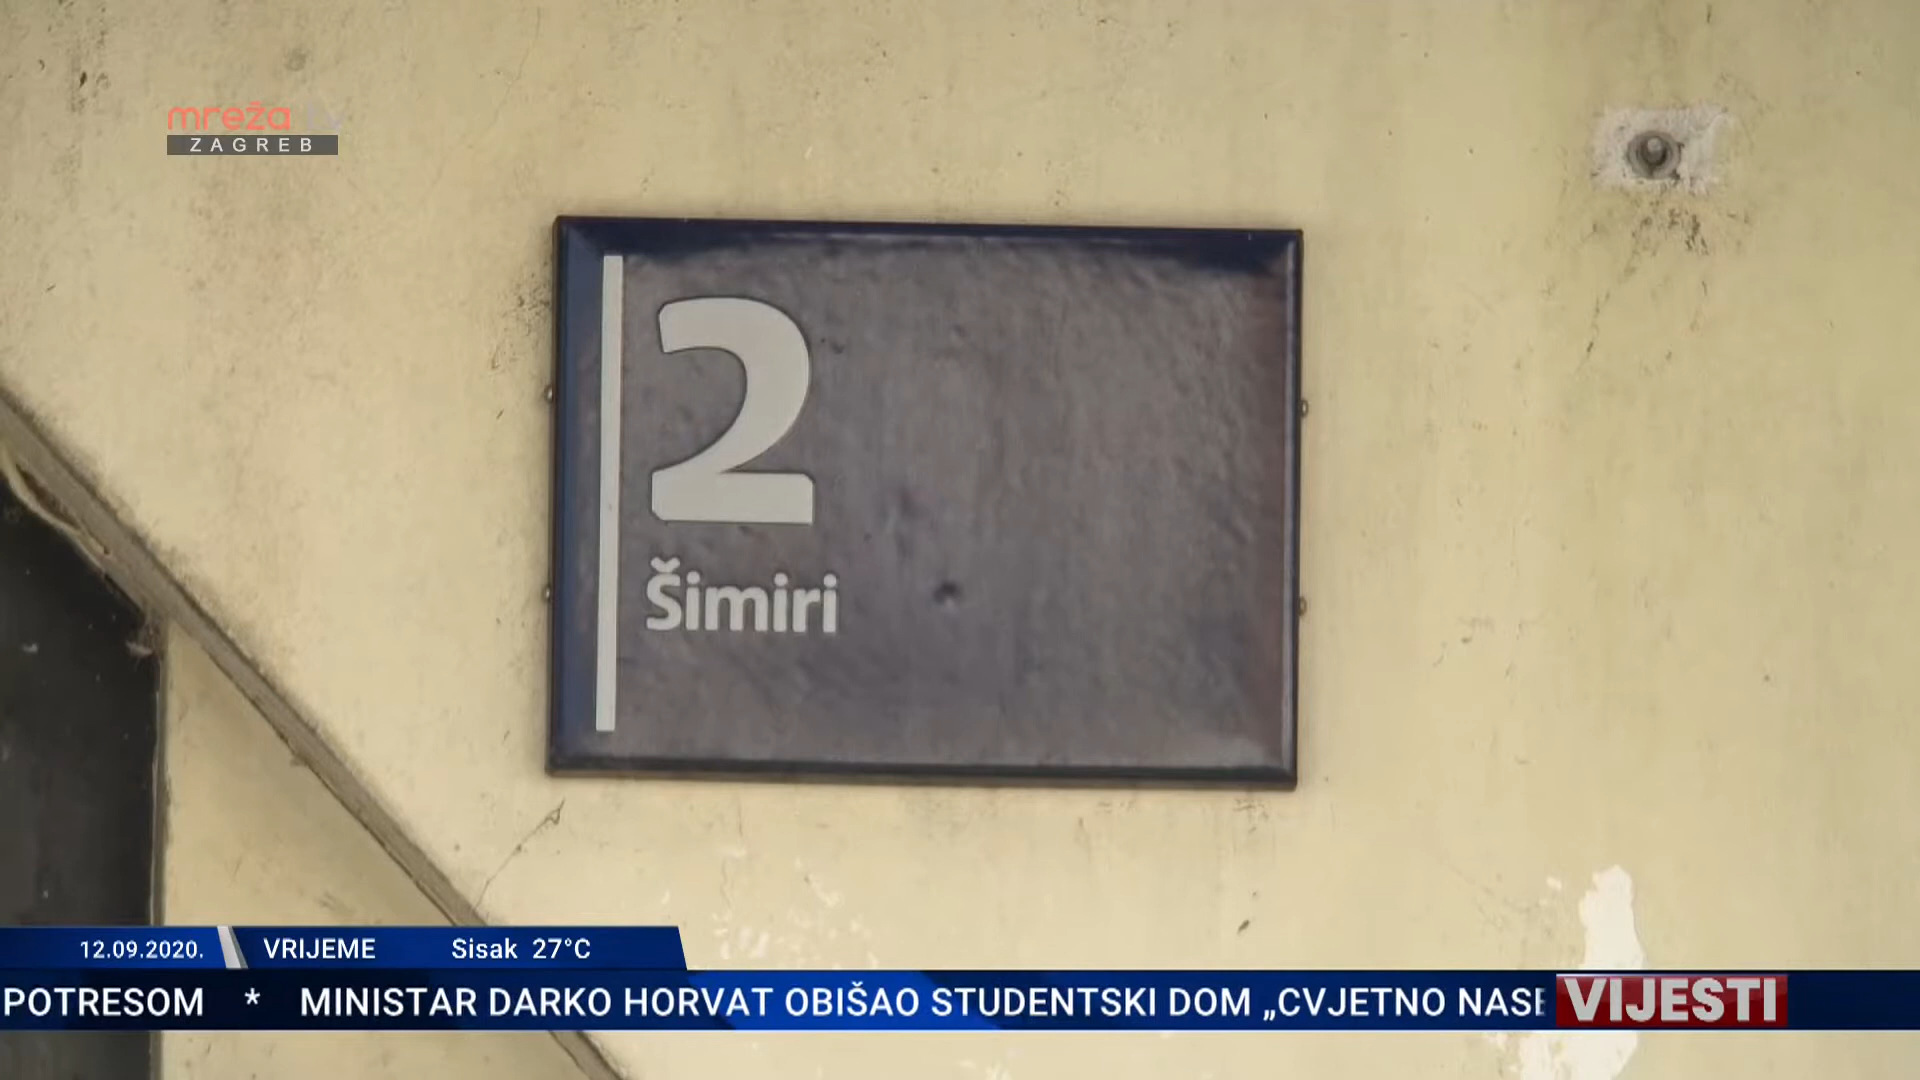 mreža tv
ZAGREB
2
Šimiri
12.09.2020. VRIJEME Sisak 27°C
POTRESOM * MINISTAR DARKO HORVAT OBIŠAO STUDENTSKI DOM „CVJETNO
VIJESTI